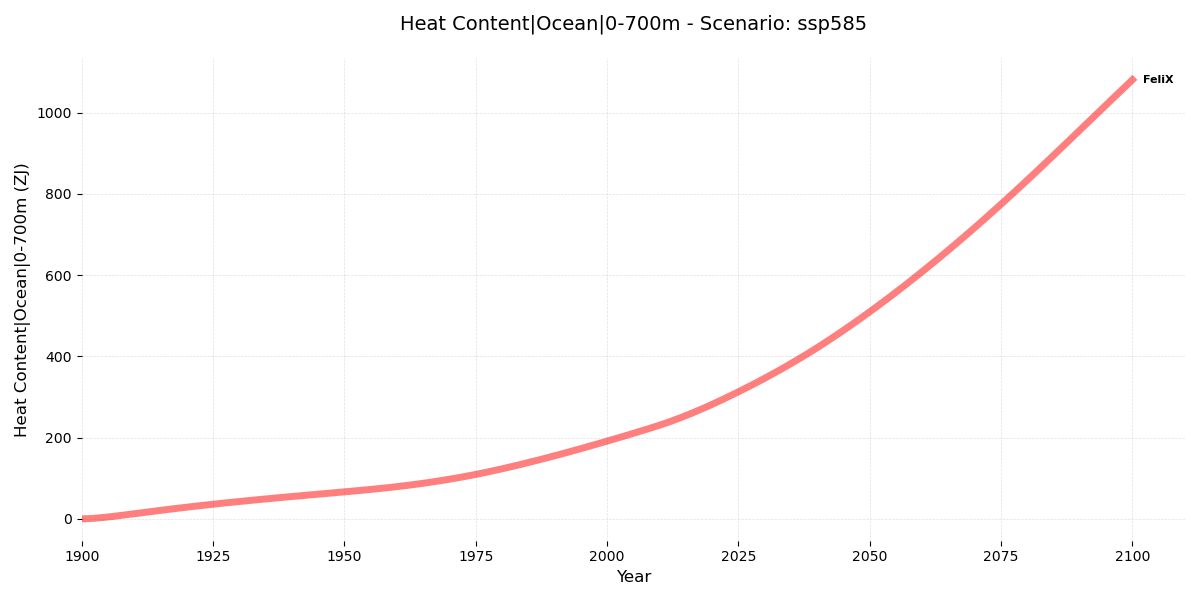 Heat Content|Ocean|0-700m - Scenario: ssp585
Heat Content|Ocean|0-700m (ZJ)
1000
800
600
400
200
0
FeliX
1900 1925 1950 1975 2000 2025 2050 2075 2100
Year